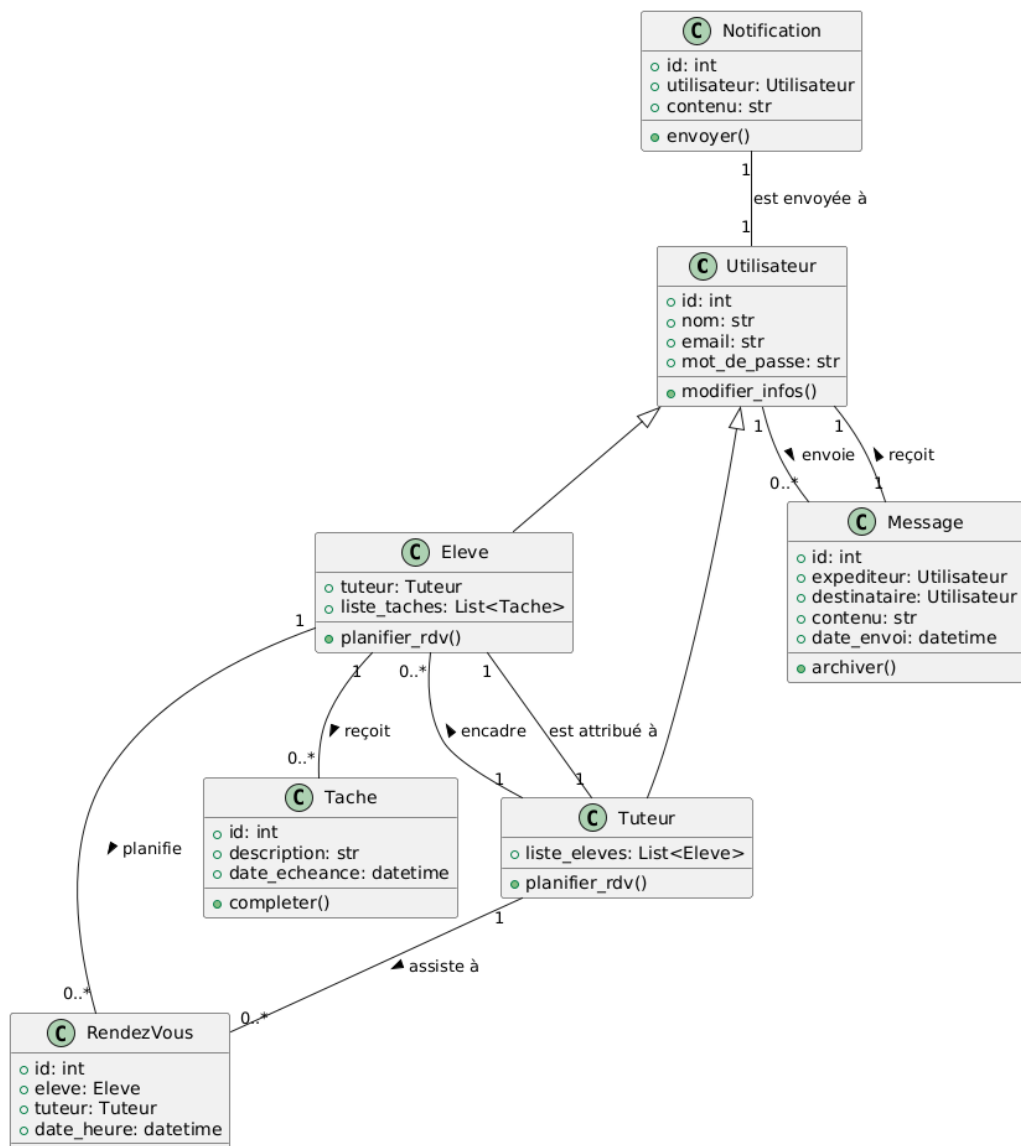 C Notification
id: int
utilisateur: Utilisateur
contenu: str
envoyer()
1
est envoyée à
1
C Utilisateur
id: int
nom: str
email: str
mot_de_passe: str
modifier_infos()
1
1
envoie
reçoit
0..*
1
C Message
id: int
expediteur: Utilisateur
destinataire: Utilisateur
contenu: str
date_envoi: datetime
archiver()
C Eleve
tuteur: Tuteur
liste_taches: List<Tache>
planifier_rdv()
1
1
0..*
1
reçoit
encadre
est attribué à
0..*
1
1
C Tache
id: int
description: str
date_echeance: datetime
completer()
C Tuteur
liste_eleves: List<Eleve>
planifier_rdv()
planifie
1
assiste à
0..*
0..*
C RendezVous
id: int
eleve: Eleve
tuteur: Tuteur
date_heure: datetime